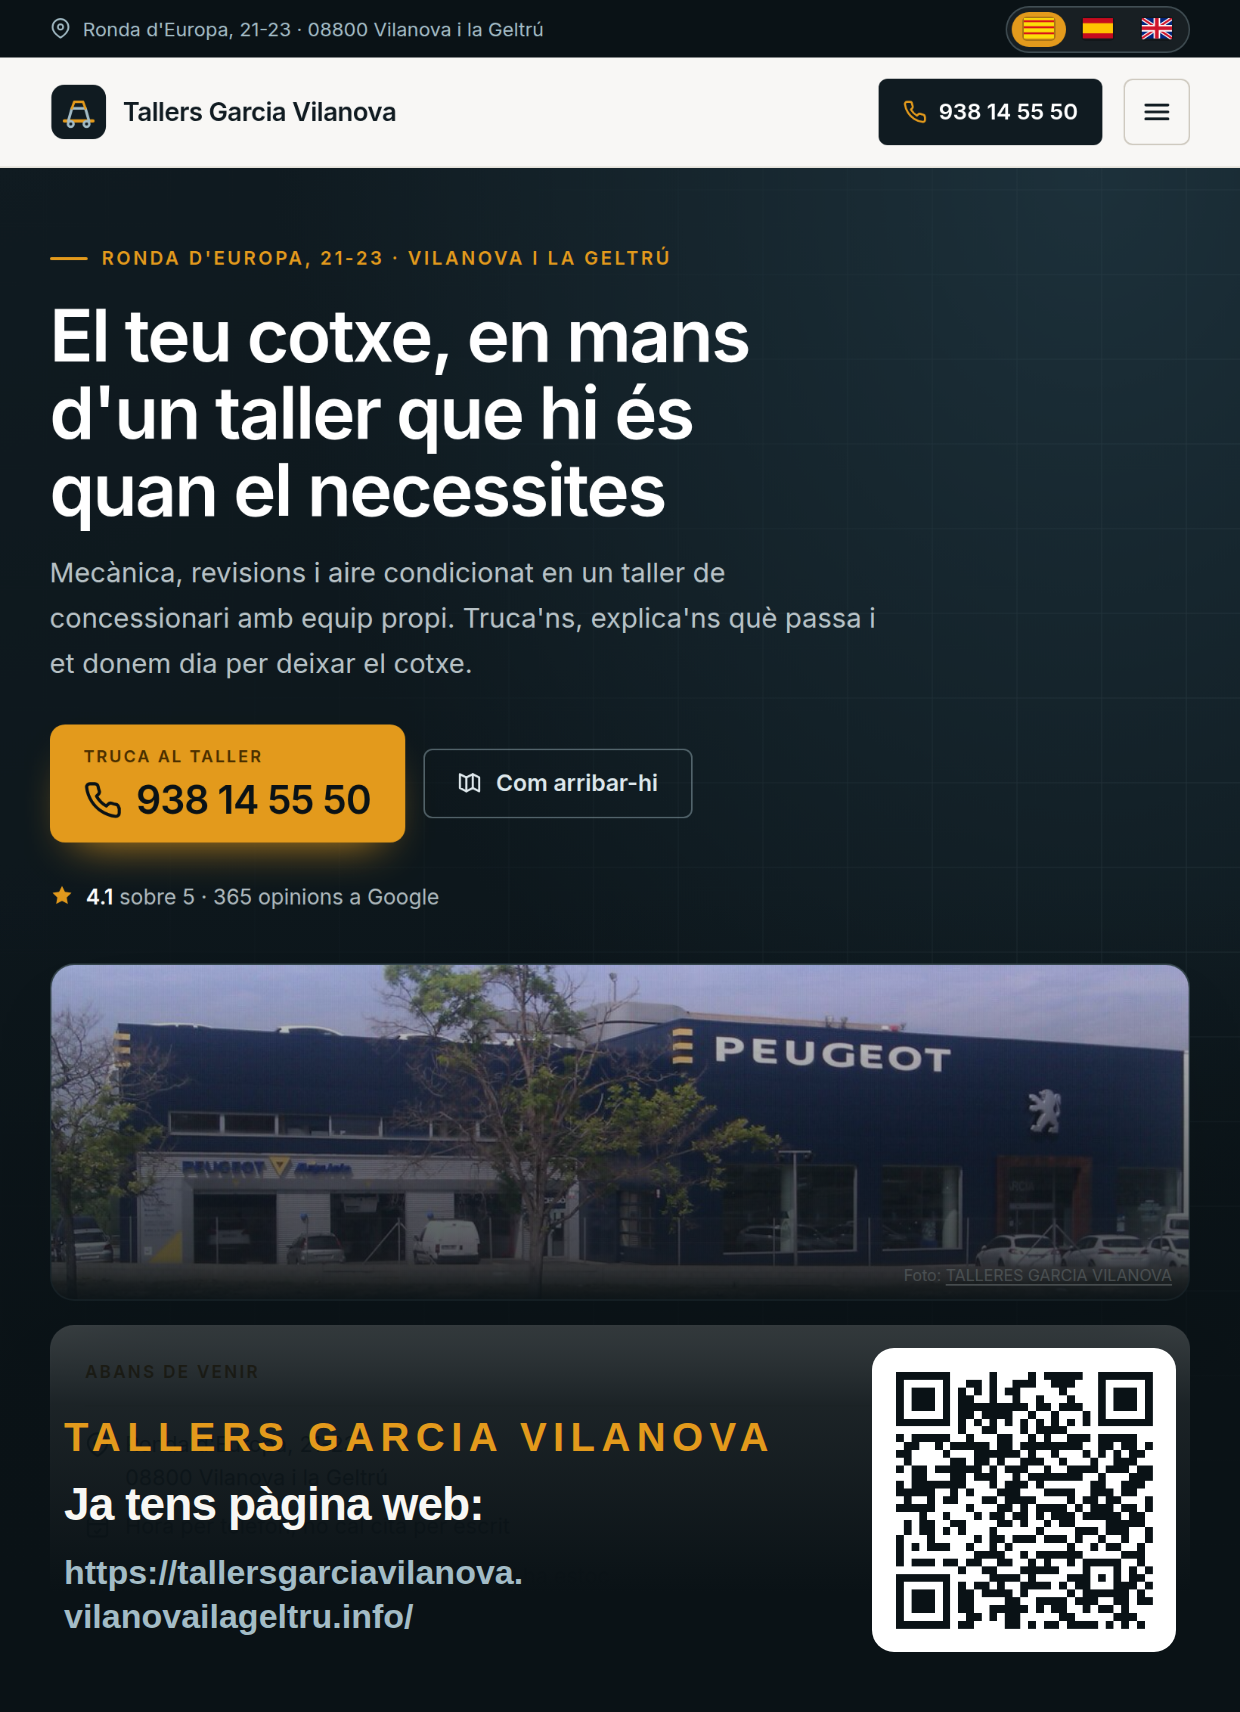 Ronda d'Europa, 21-23 · 08800 Vilanova i la Geltrú
Tallers Garcia Vilanova
938 14 55 50
RONDA D'EUROPA, 21-23 · VILANOVA I LA GELTRÚ
El teu cotxe, en mans
d'un taller que hi és
quan el necessites
Mecànica, revisions i aire condicionat en un taller de
concessionari amb equip propi. Truca'ns, explica'ns què passa i
et donem dia per deixar el cotxe.
TRUCA AL TALLER
938 14 55 50
Com arribar-hi
4.1 sobre 5 · 365 opinions a Google
PEUGEOT
PEUGEOT
Foto: TALLERES GARCIA VILANOVA
ABANS DE VENIR
TALLERS GARCIA VILANOVA
08800 Vilanova i la Geltrú
Ja tens pàgina web:
https://tallersgarciavilanova.
vilanovailageltru.info/